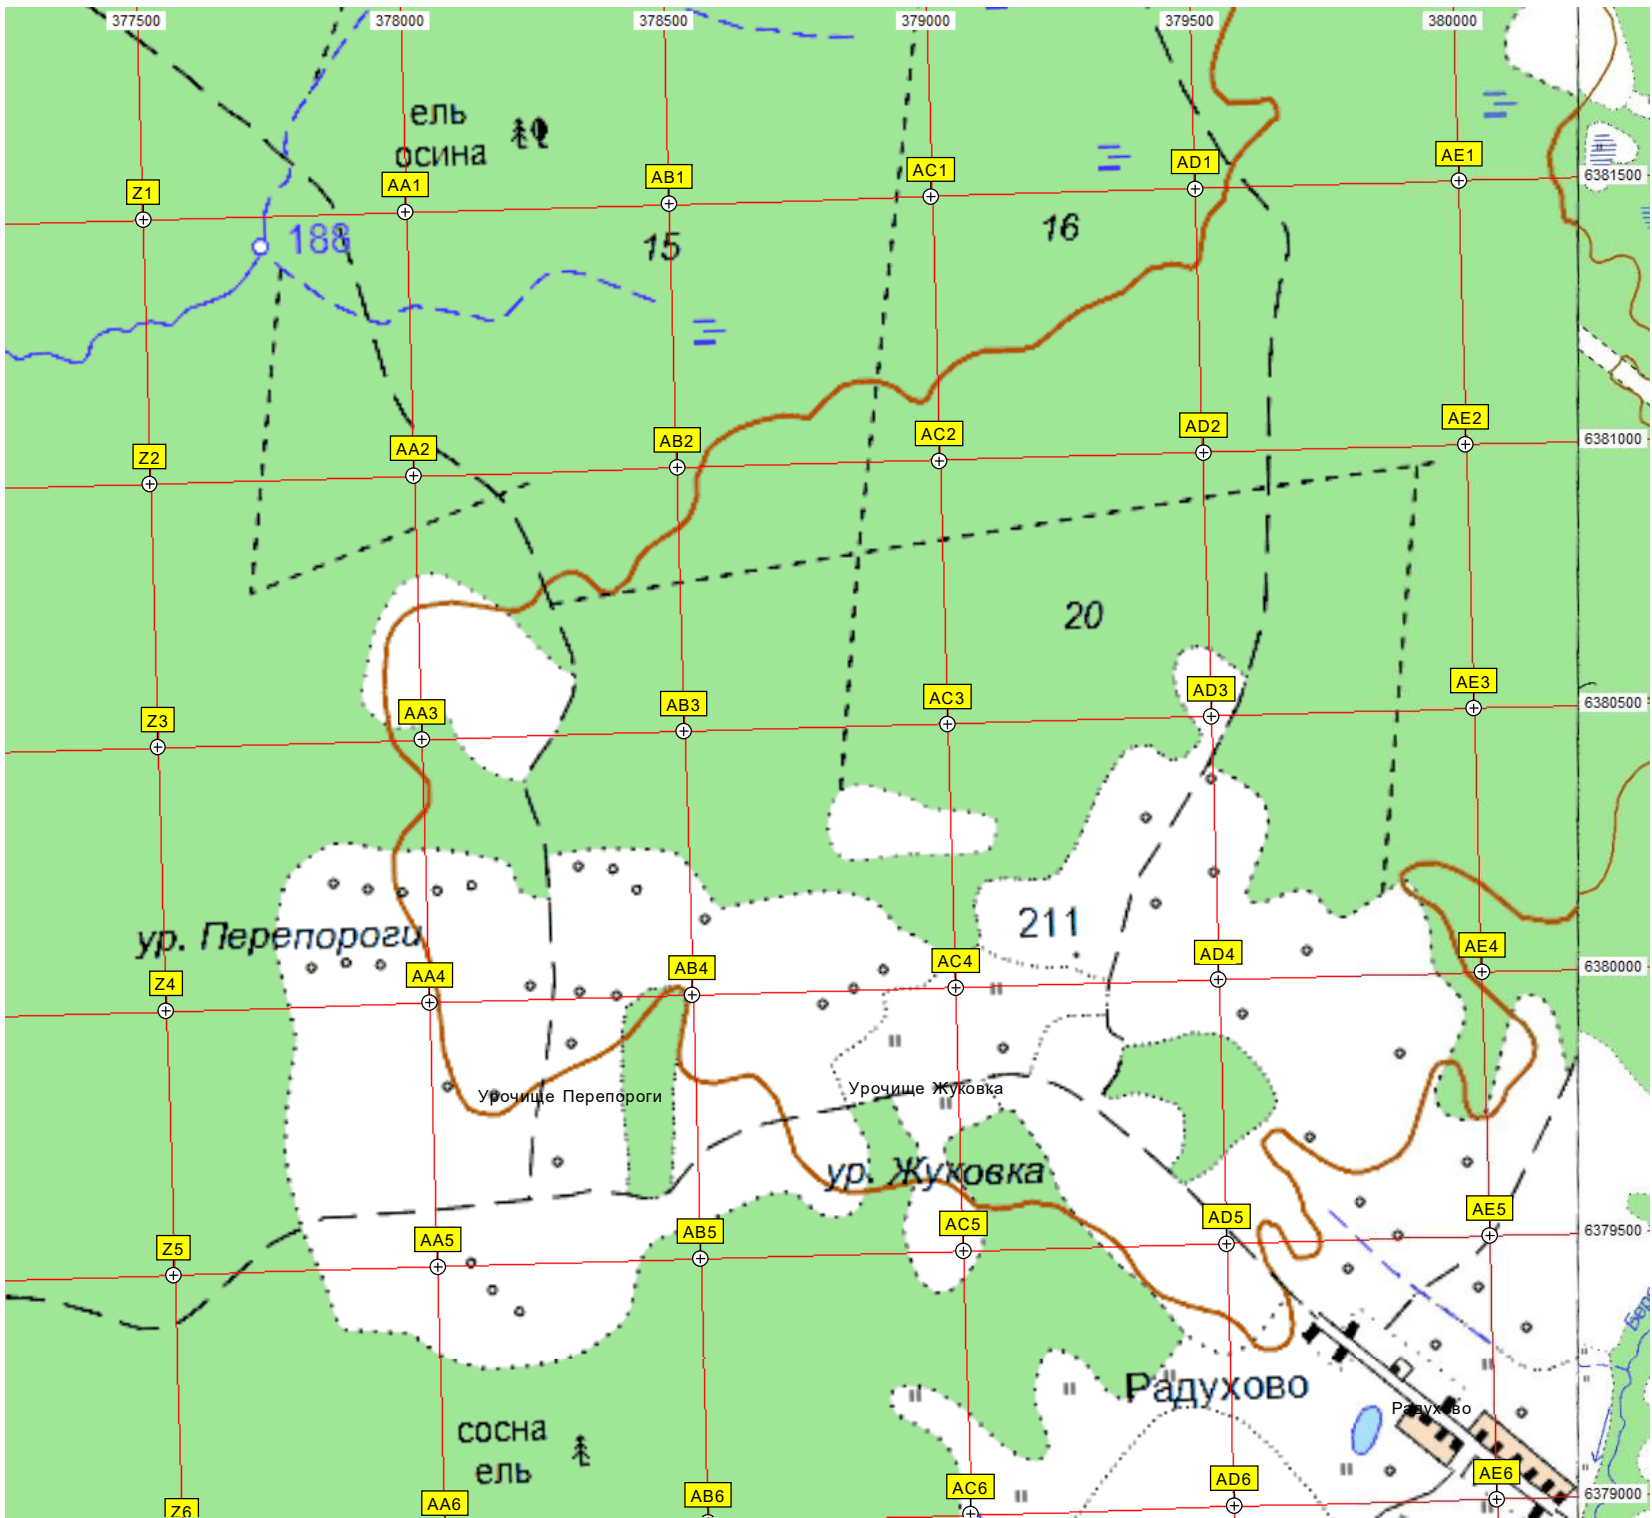 377500 378000 378500 379000 379500 380000
ель
осина
Z1 AA1 AB1 AC1 AD1 AE1
6381500
188
15
16
Z2 AA2 AB2 AC2 AD2 AE2
6381000
20
Z3 AA3 AB3 AC3 AD3 AE3
6380500
211
ур. Перепороги
Z4 AA4 AB4 AC4 AD4 AE4
6380000
Урочище Перепороги
Урочище Жуковка
ур. Жуковка
Z5 AA5 AB5 AC5 AD5 AE5
6379500
Радухово
Радухово
сосна
ель
Z6 AA6 AB6 AC6 AD6 AE6
6379000